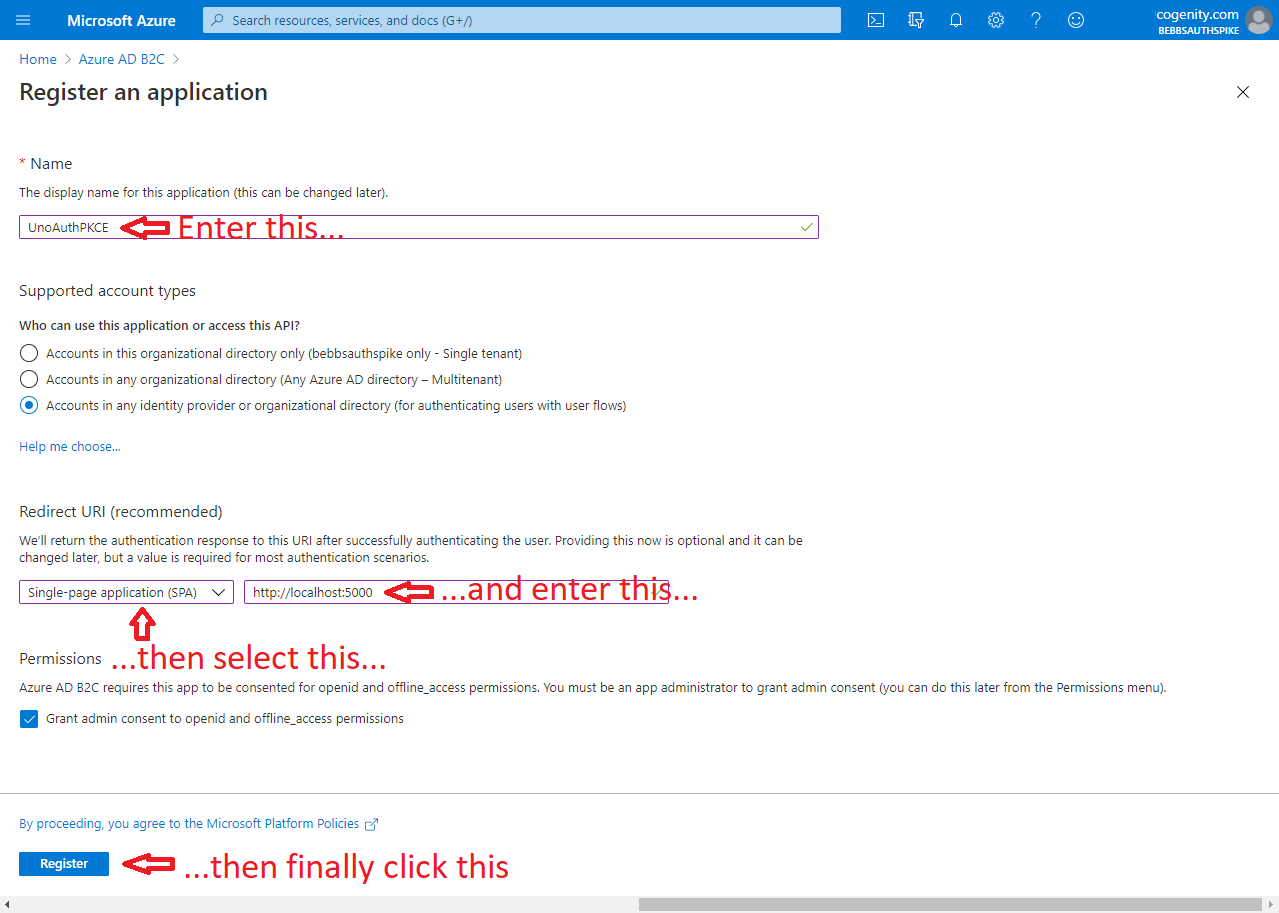 Microsoft Azure
Search resources, services, and docs (G+/)
cogenity.com
BEBBSAUTHSPIKE
Home > Azure AD B2C >
Register an application
* Name
The display name for this application (this can be changed later).
UnoAuthPKCE
Enter this...
Supported account types
Who can use this application or access this API?
Accounts in this organizational directory only (bebbsauthspike only - Single tenant)
Accounts in any organizational directory (Any Azure AD directory – Multitenant)
Accounts in any identity provider or organizational directory (for authenticating users with user flows)
Help me choose...
Redirect URI (recommended)
We'll return the authentication response to this URI after successfully authenticating the user. Providing this now is optional and it can be
changed later, but a value is required for most authentication scenarios.
Single-page application (SPA)
http://localhost:5000
...and enter this...
...then select this...
Permissions
Azure AD B2C requires this app to be consented for openid and offline_access permissions. You must be an app administrator to grant admin consent (you can do this later from the Permissions menu).
Grant admin consent to openid and offline_access permissions
By proceeding, you agree to the Microsoft Platform Policies
Register
...then finally click this